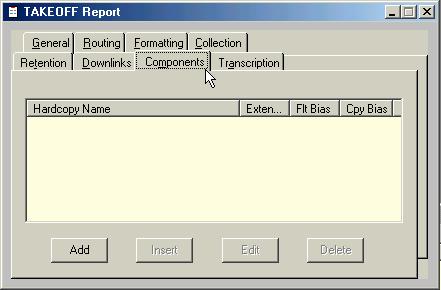 TAKEOFF Report
General Routing Formatting Collection
Retention Downlinks Components Transcription
Hardcopy Name Exten... Flt Bias Cpy Bias
Add Insert Edit Delete